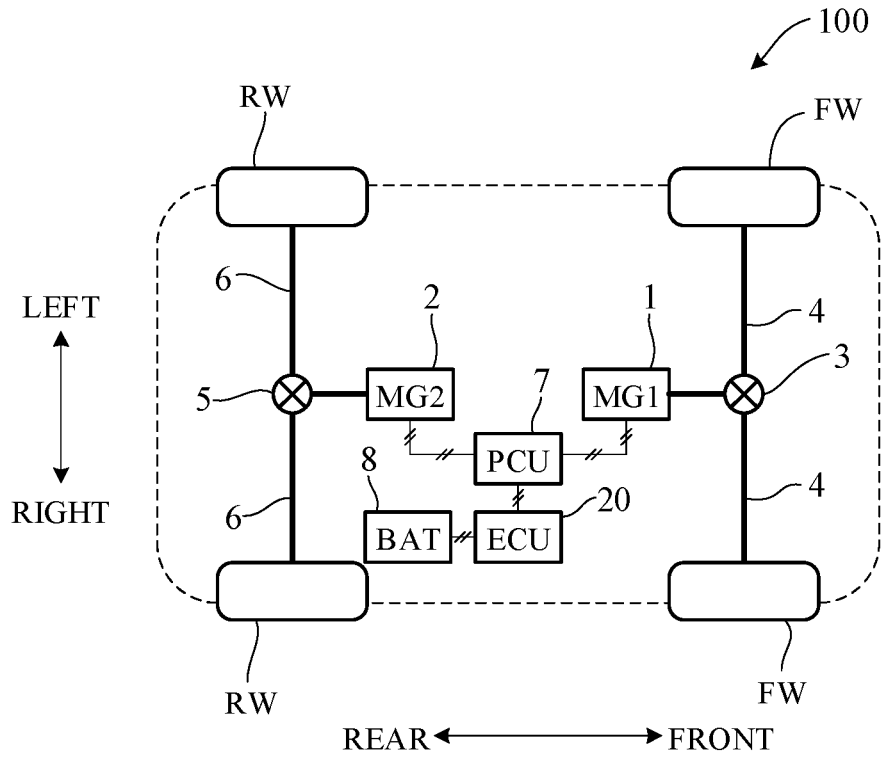 100
RW
FW
6
2
1
4
LEFT
3
5
MG2
7
MG1
PCU
8
20
4
RIGHT
6
BAT
ECU
RW
FW
REAR
FRONT